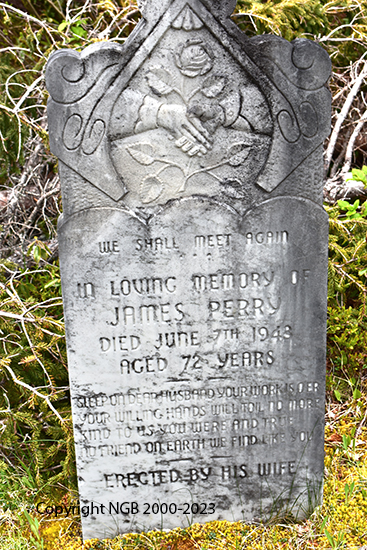 WE SHALL MEET AGAIN
IN LOVING MEMORY OF
JAMES PERRY
DIED JUNE 7TH 1948
AGED 72 YEARS
SLEEP ON DEAR HUSBAND YOUR WORK IS OER
YOUR WILLING HANDS WILL TOIL NO MORE
KIND TO US YOU WERE AND TRUE
NO FRIEND ON EARTH WE FIND LIKE YOU
ERECTED BY HIS WIFE
Copyright NGB 2000-2023